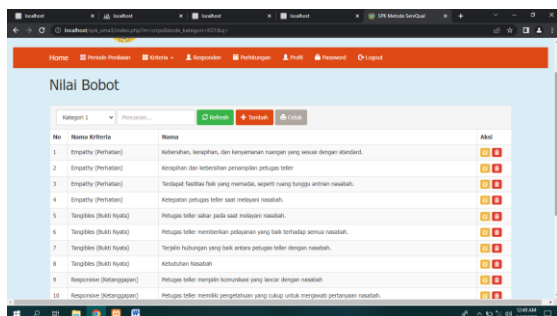 localhost
localhost
localhost
localhost
SPK Metode ServQual
Home Periode Penilaian Kriteria Responden Perhitungan Profil Password Logout
Nilai Bobot
Kategori 1 Pencarian... Refresh Tambah Cetak
No Nama Kriteria Nama Aksi
1 Empathy (Perhatian) Kebersihan, kerapihan, dan kenyamanan ruangan yang sesuai dengan standard.
2 Empathy (Perhatian) Kerapihan dan kebersihan penampilan petugas teller
3 Empathy (Perhatian) Terdapat fasilitas fisik yang memadai, seperti ruang tunggu antrian nasabah.
4 Empathy (Perhatian) Ketepatan petugas teller saat melayani nasabah.
5 Tangibles (Bukti Nyata) Petugas teller sabar pada saat melayani nasabah.
6 Tangibles (Bukti Nyata) Petugas teller memberikan pelayanan yang baik terhadap semua nasabah.
7 Tangibles (Bukti Nyata) Terjalin hubungan yang baik antara petugas teller dengan nasabah.
8 Tangibles (Bukti Nyata) Kebutuhan Nasabah
9 Responsive (Ketanggapan) Petugas teller menjalin komunikasi yang lancar dengan nasabah
10 Responsive (Ketanggapan) Petugas teller memiliki pengetahuan yang cukup untuk menjawab pertanyaan nasabah.
12:49 AM